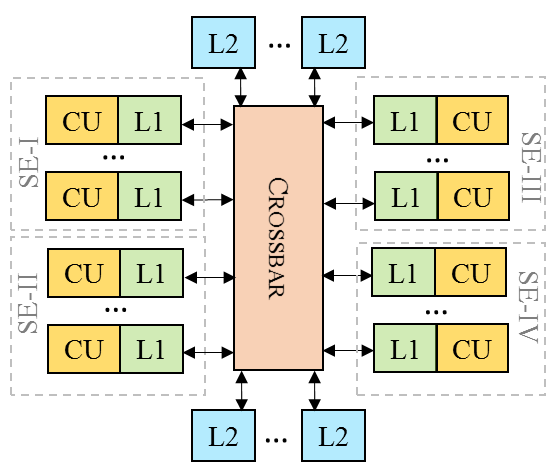 L2 ... L2
SE-I
CU L1
...
CU L1
SE-II
CU L1
...
CU L1
CROSSBAR
L1 CU
...
L1 CU
SE-III
L1 CU
...
L1 CU
SE-IV
L2 ... L2